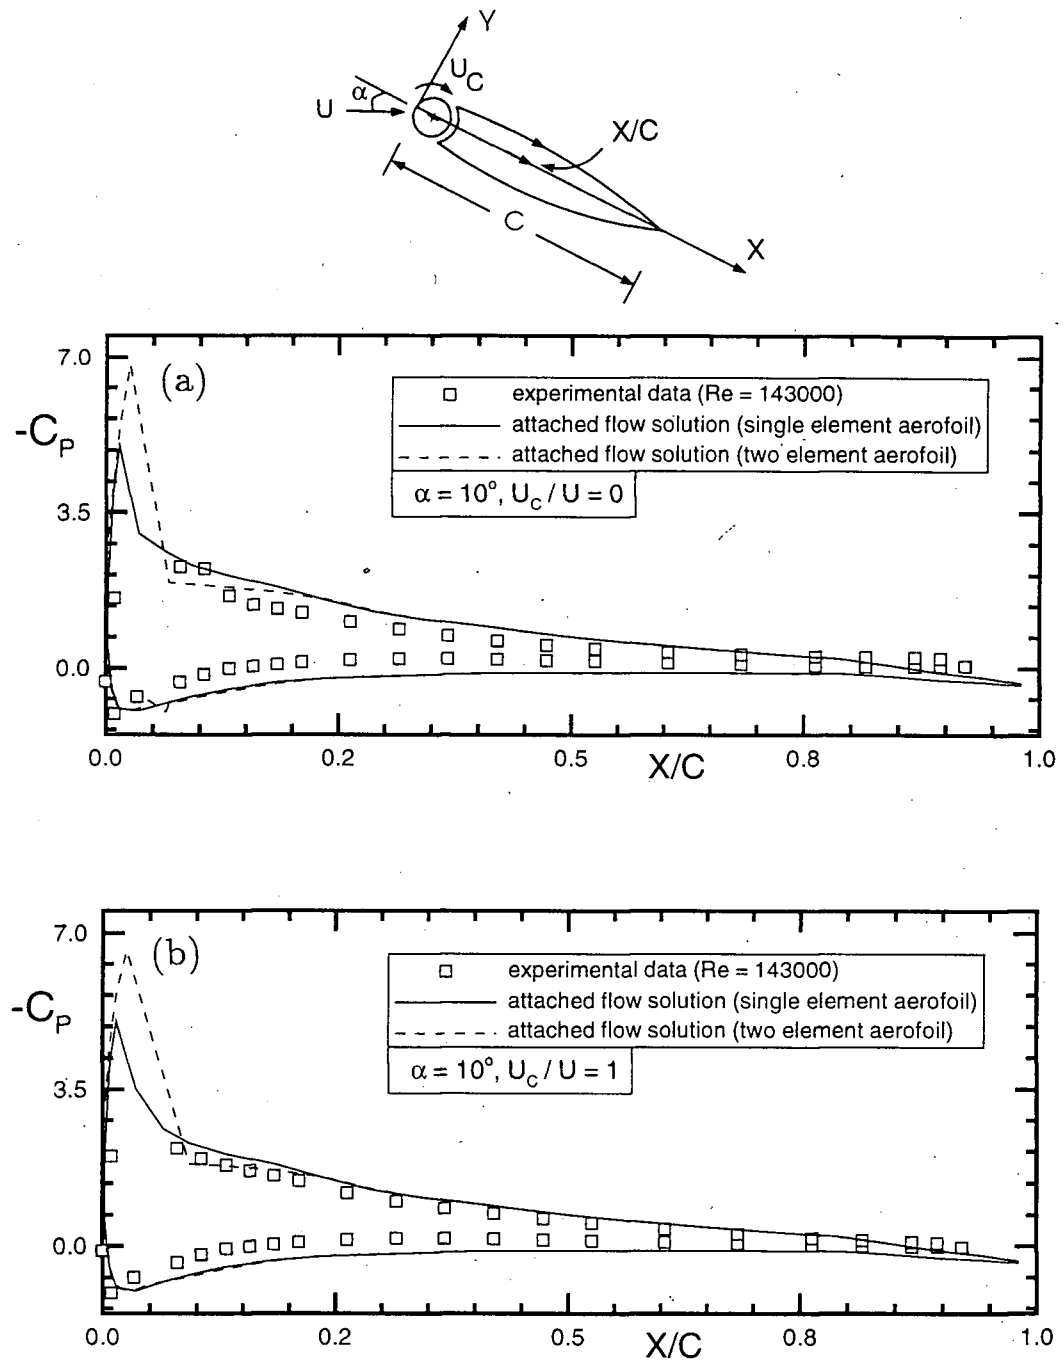 Y
U_C
α
U
X/C
C
X
(a)
7.0
-C_P
3.5
0.0
experimental data (Re = 143000)
attached flow solution (single element aerofoil)
attached flow solution (two element aerofoil)
α = 10°, U_C / U = 0
0.0 0.2 0.5 0.8 1.0
X/C
(b)
7.0
-C_P
3.5
0.0
experimental data (Re = 143000)
attached flow solution (single element aerofoil)
attached flow solution (two element aerofoil)
α = 10°, U_C / U = 1
0.0 0.2 0.5 0.8 1.0
X/C